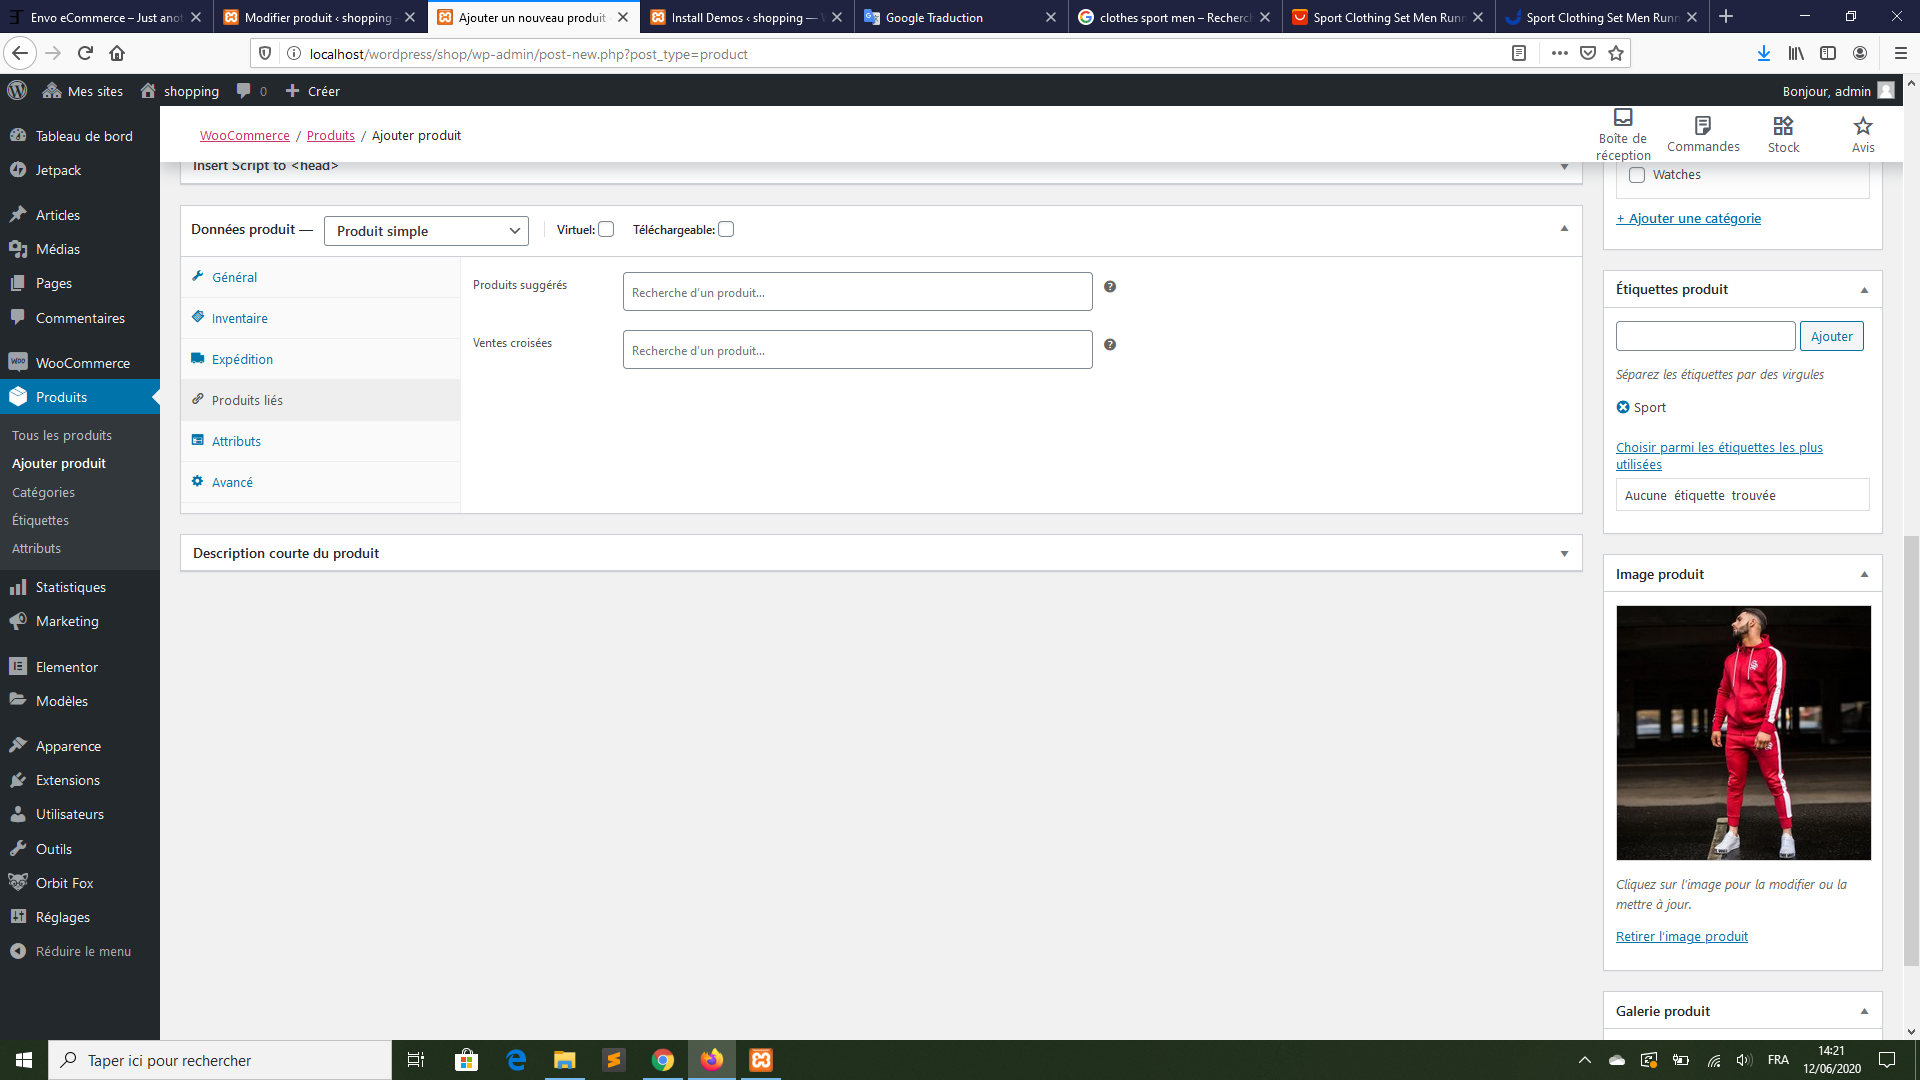 Envo eCommerce – Just anot
Modifier produit ‹ shopping –
Ajouter un nouveau produit
Install Demos ‹ shopping — W
Google Traduction
clothes sport men – Recherc
Sport Clothing Set Men Runn
Sport Clothing Set Men Runn
localhost/wordpress/shop/wp-admin/post-new.php?post_type=product
Mes sites
shopping
0
Créer
Bonjour, admin
WooCommerce / Produits / Ajouter produit
Boîte de réception
Commandes
Stock
Avis
Tableau de bord
Jetpack
Articles
Médias
Pages
Commentaires
WooCommerce
Produits
Tous les produits
Ajouter produit
Catégories
Étiquettes
Attributs
Statistiques
Marketing
Elementor
Modèles
Apparence
Extensions
Utilisateurs
Outils
Orbit Fox
Réglages
Réduire le menu
Insert Script to <head>
Données produit —
Produit simple
Virtuel:
Téléchargeable:
Général
Inventaire
Expédition
Produits liés
Attributs
Avancé
Produits suggérés
Recherche d’un produit…
Ventes croisées
Recherche d’un produit…
Description courte du produit
Watches
+ Ajouter une catégorie
Étiquettes produit
Ajouter
Séparez les étiquettes par des virgules
Sport
Choisir parmi les étiquettes les plus
utilisées
Aucune étiquette trouvée
Image produit
Cliquez sur l’image pour la modifier ou la
mettre à jour.
Retirer l’image produit
Galerie produit
Taper ici pour rechercher
FRA
14:21
12/06/2020